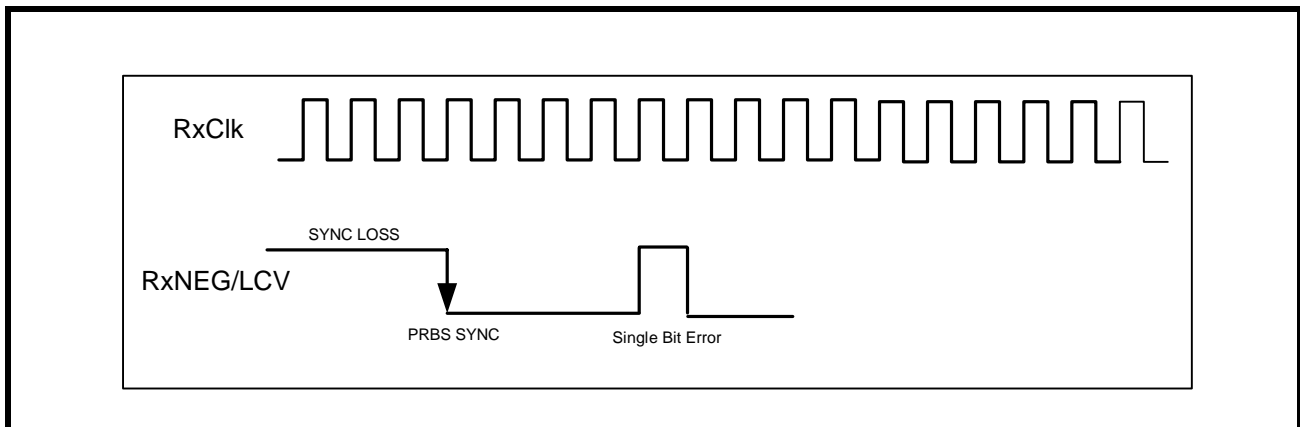 RxClk
SYNC LOSS
RxNEG/LCV
PRBS SYNC
Single Bit Error